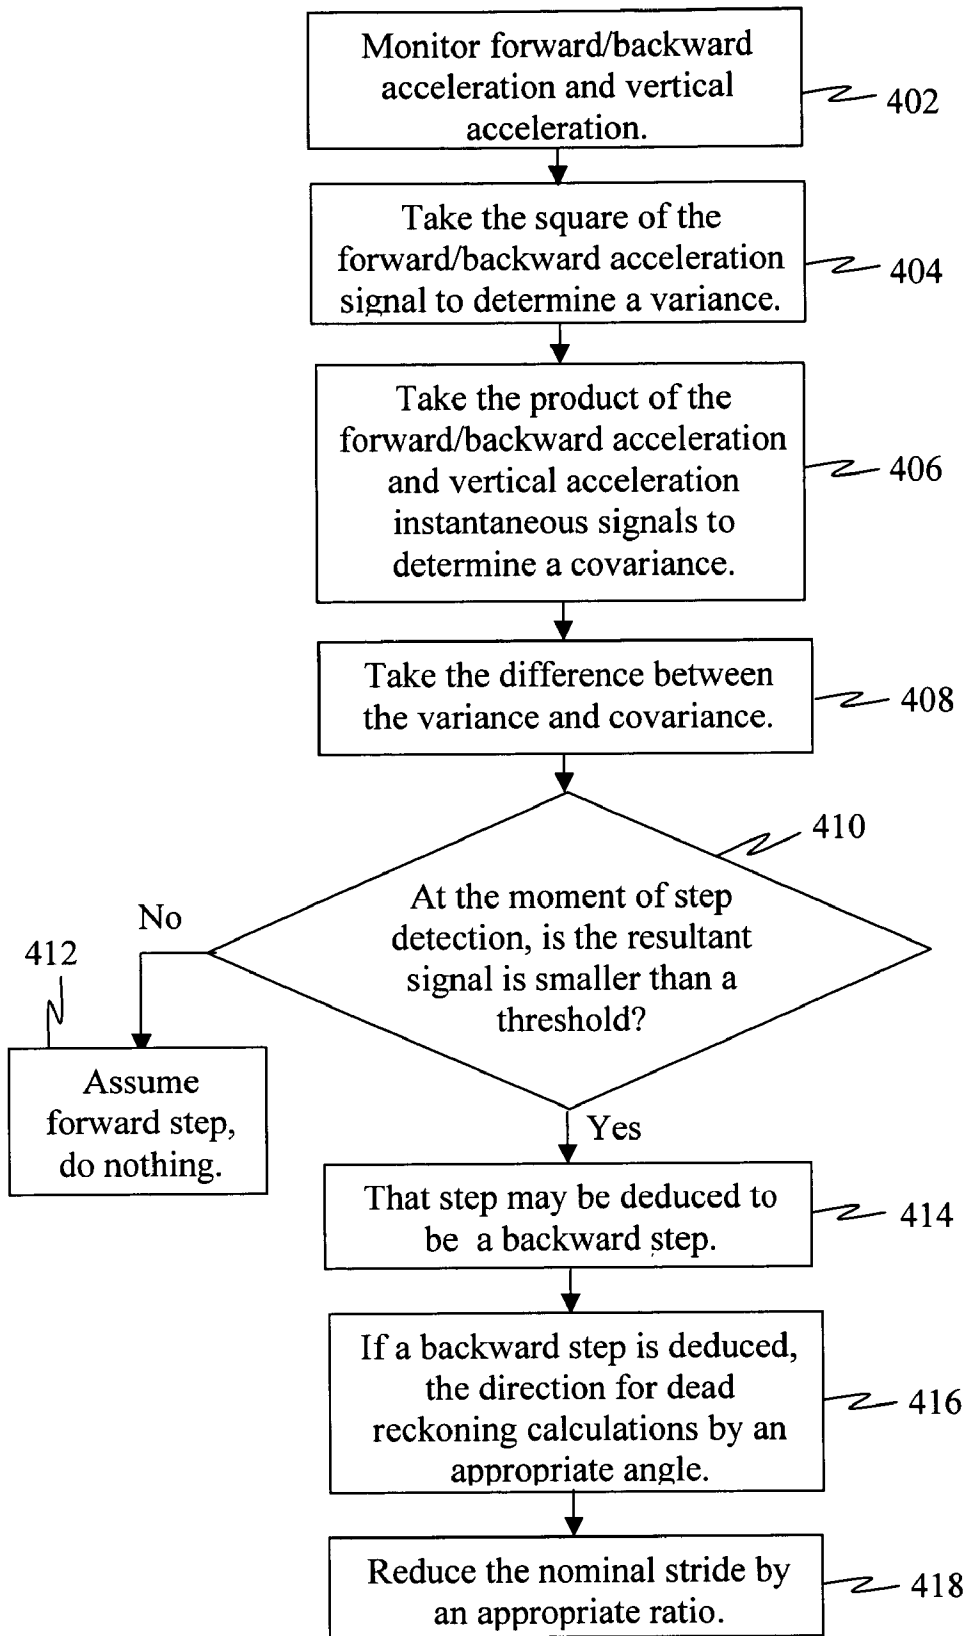 Monitor forward/backward
acceleration and vertical
acceleration.
402
Take the square of the
forward/backward acceleration
signal to determine a variance.
404
Take the product of the
forward/backward acceleration
and vertical acceleration
instantaneous signals to
determine a covariance.
406
Take the difference between
the variance and covariance.
408
410
At the moment of step
detection, is the resultant
signal is smaller than a
threshold?
No
412
Assume
forward step,
do nothing.
Yes
That step may be deduced to
be a backward step.
414
If a backward step is deduced,
the direction for dead
reckoning calculations by an
appropriate angle.
416
Reduce the nominal stride by
an appropriate ratio.
418